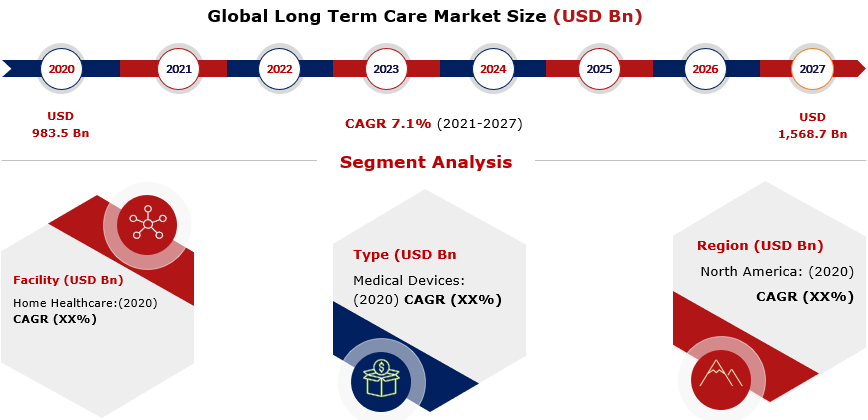 Global Long Term Care Market Size (USD Bn)
2020 2021 2022 2023 2024 2025 2026 2027
USD
983.5 Bn
CAGR 7.1% (2021-2027)
USD
1,568.7 Bn
Segment Analysis
Facility (USD Bn)
Home Healthcare:(2020)
CAGR (XX%)
Type (USD Bn
Medical Devices:
(2020) CAGR (XX%)
$
Region (USD Bn)
North America: (2020)
CAGR (XX%)